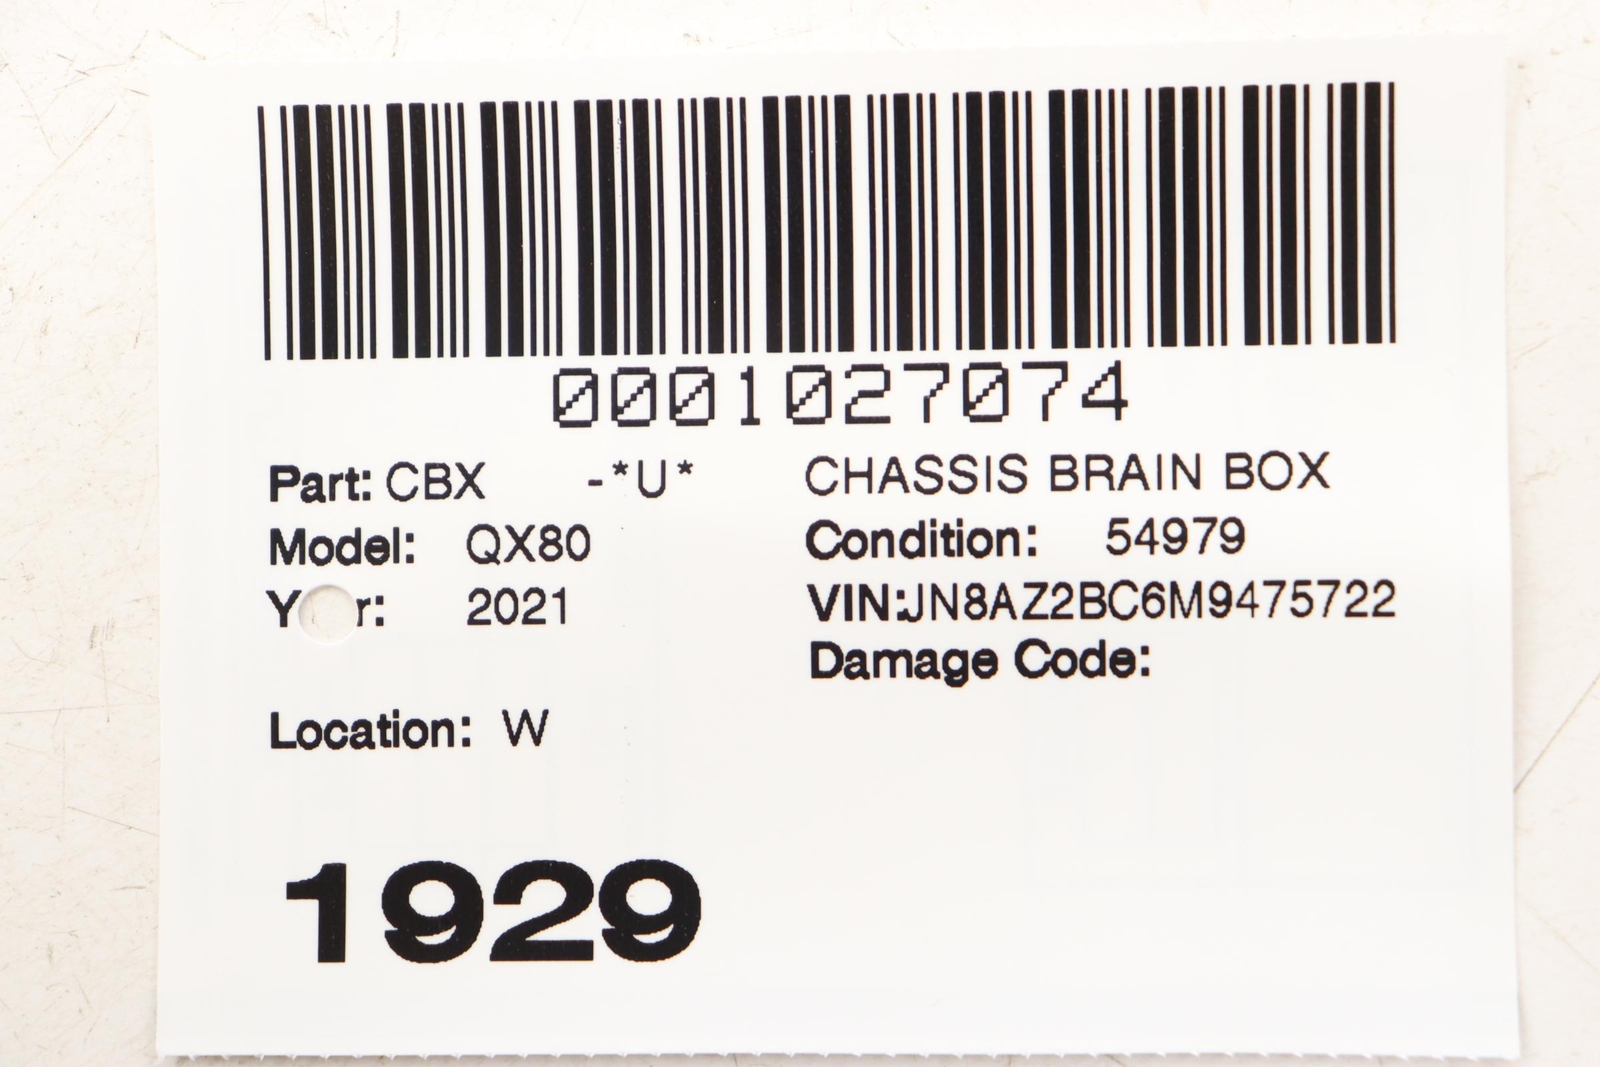 0001027074
Part: CBX -*U* CHASSIS BRAIN BOX
Model: QX80 Condition: 54979
Y r: 2021 VIN:JN8AZ2BC6M9475722
Damage Code:
Location: W
1929